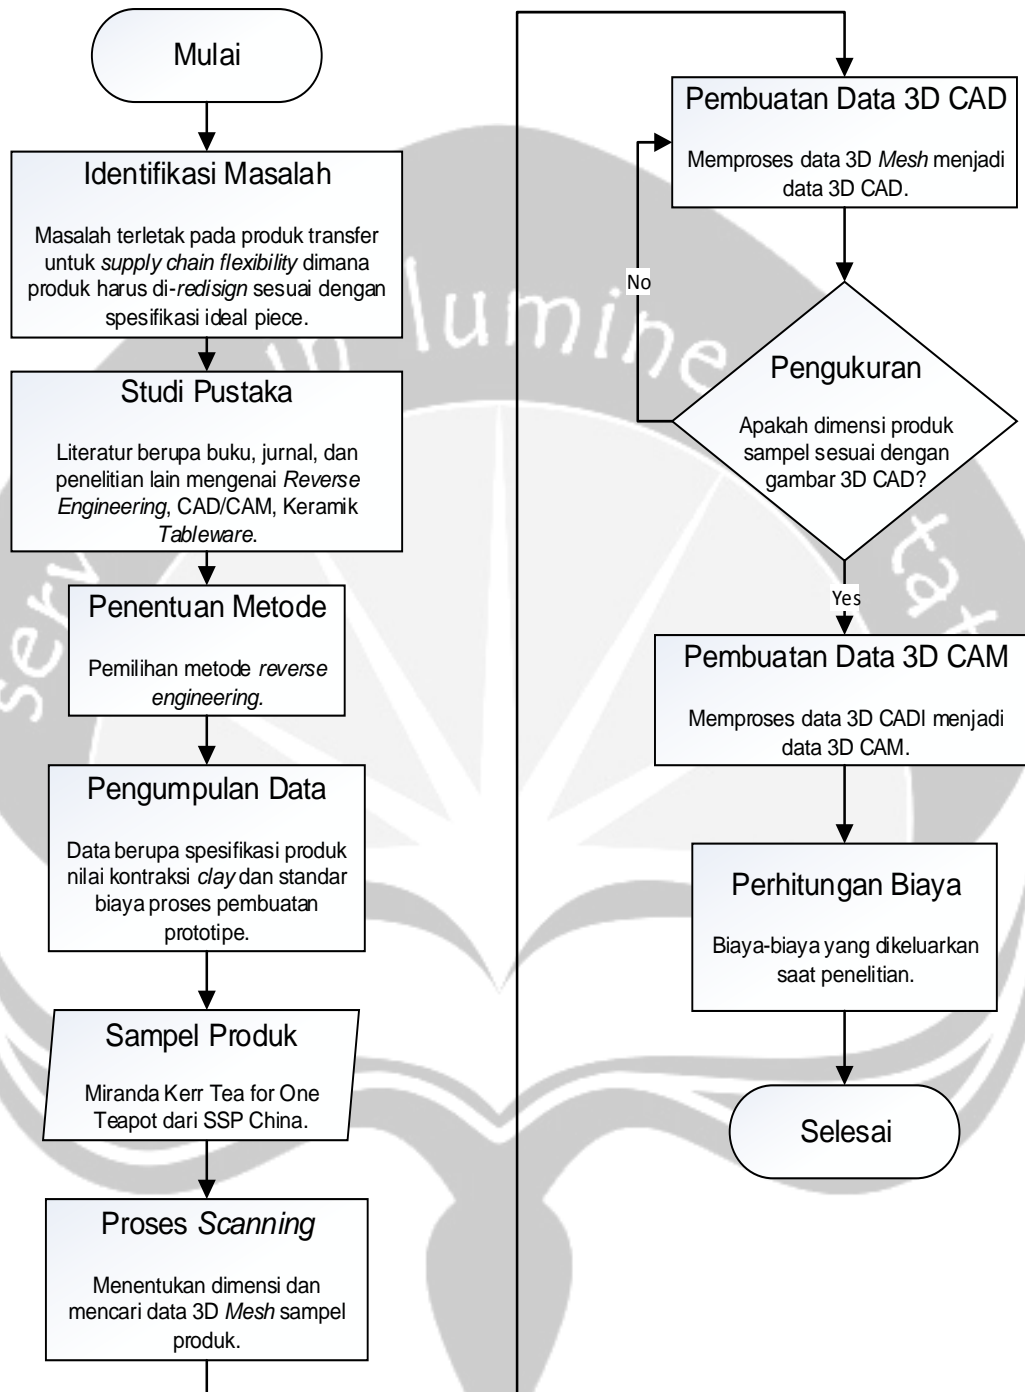 Mulai
Identifikasi Masalah
Masalah terletak pada produk transfer
untuk supply chain flexibility dimana
produk harus di-redisign sesuai dengan
spesifikasi ideal piece.
Studi Pustaka
Literatur berupa buku, jurnal, dan
penelitian lain mengenai Reverse
Engineering, CAD/CAM, Keramik
Tableware.
Penentuan Metode
Pemilihan metode reverse
engineering.
Pengumpulan Data
Data berupa spesifikasi produk
nilai kontraksi clay dan standar
biaya proses pembuatan
prototipe.
Sampel Produk
Miranda Kerr Tea for One
Teapot dari SSP China.
Proses Scanning
Menentukan dimensi dan
mencari data 3D Mesh sampel
produk.
Pembuatan Data 3D CAD
Memproses data 3D Mesh menjadi
data 3D CAD.
No
Pengukuran
Apakah dimensi produk
sampel sesuai dengan
gambar 3D CAD?
Yes
Pembuatan Data 3D CAM
Memproses data 3D CADI menjadi
data 3D CAM.
Perhitungan Biaya
Biaya-biaya yang dikeluarkan
saat penelitian.
Selesai
in lumine